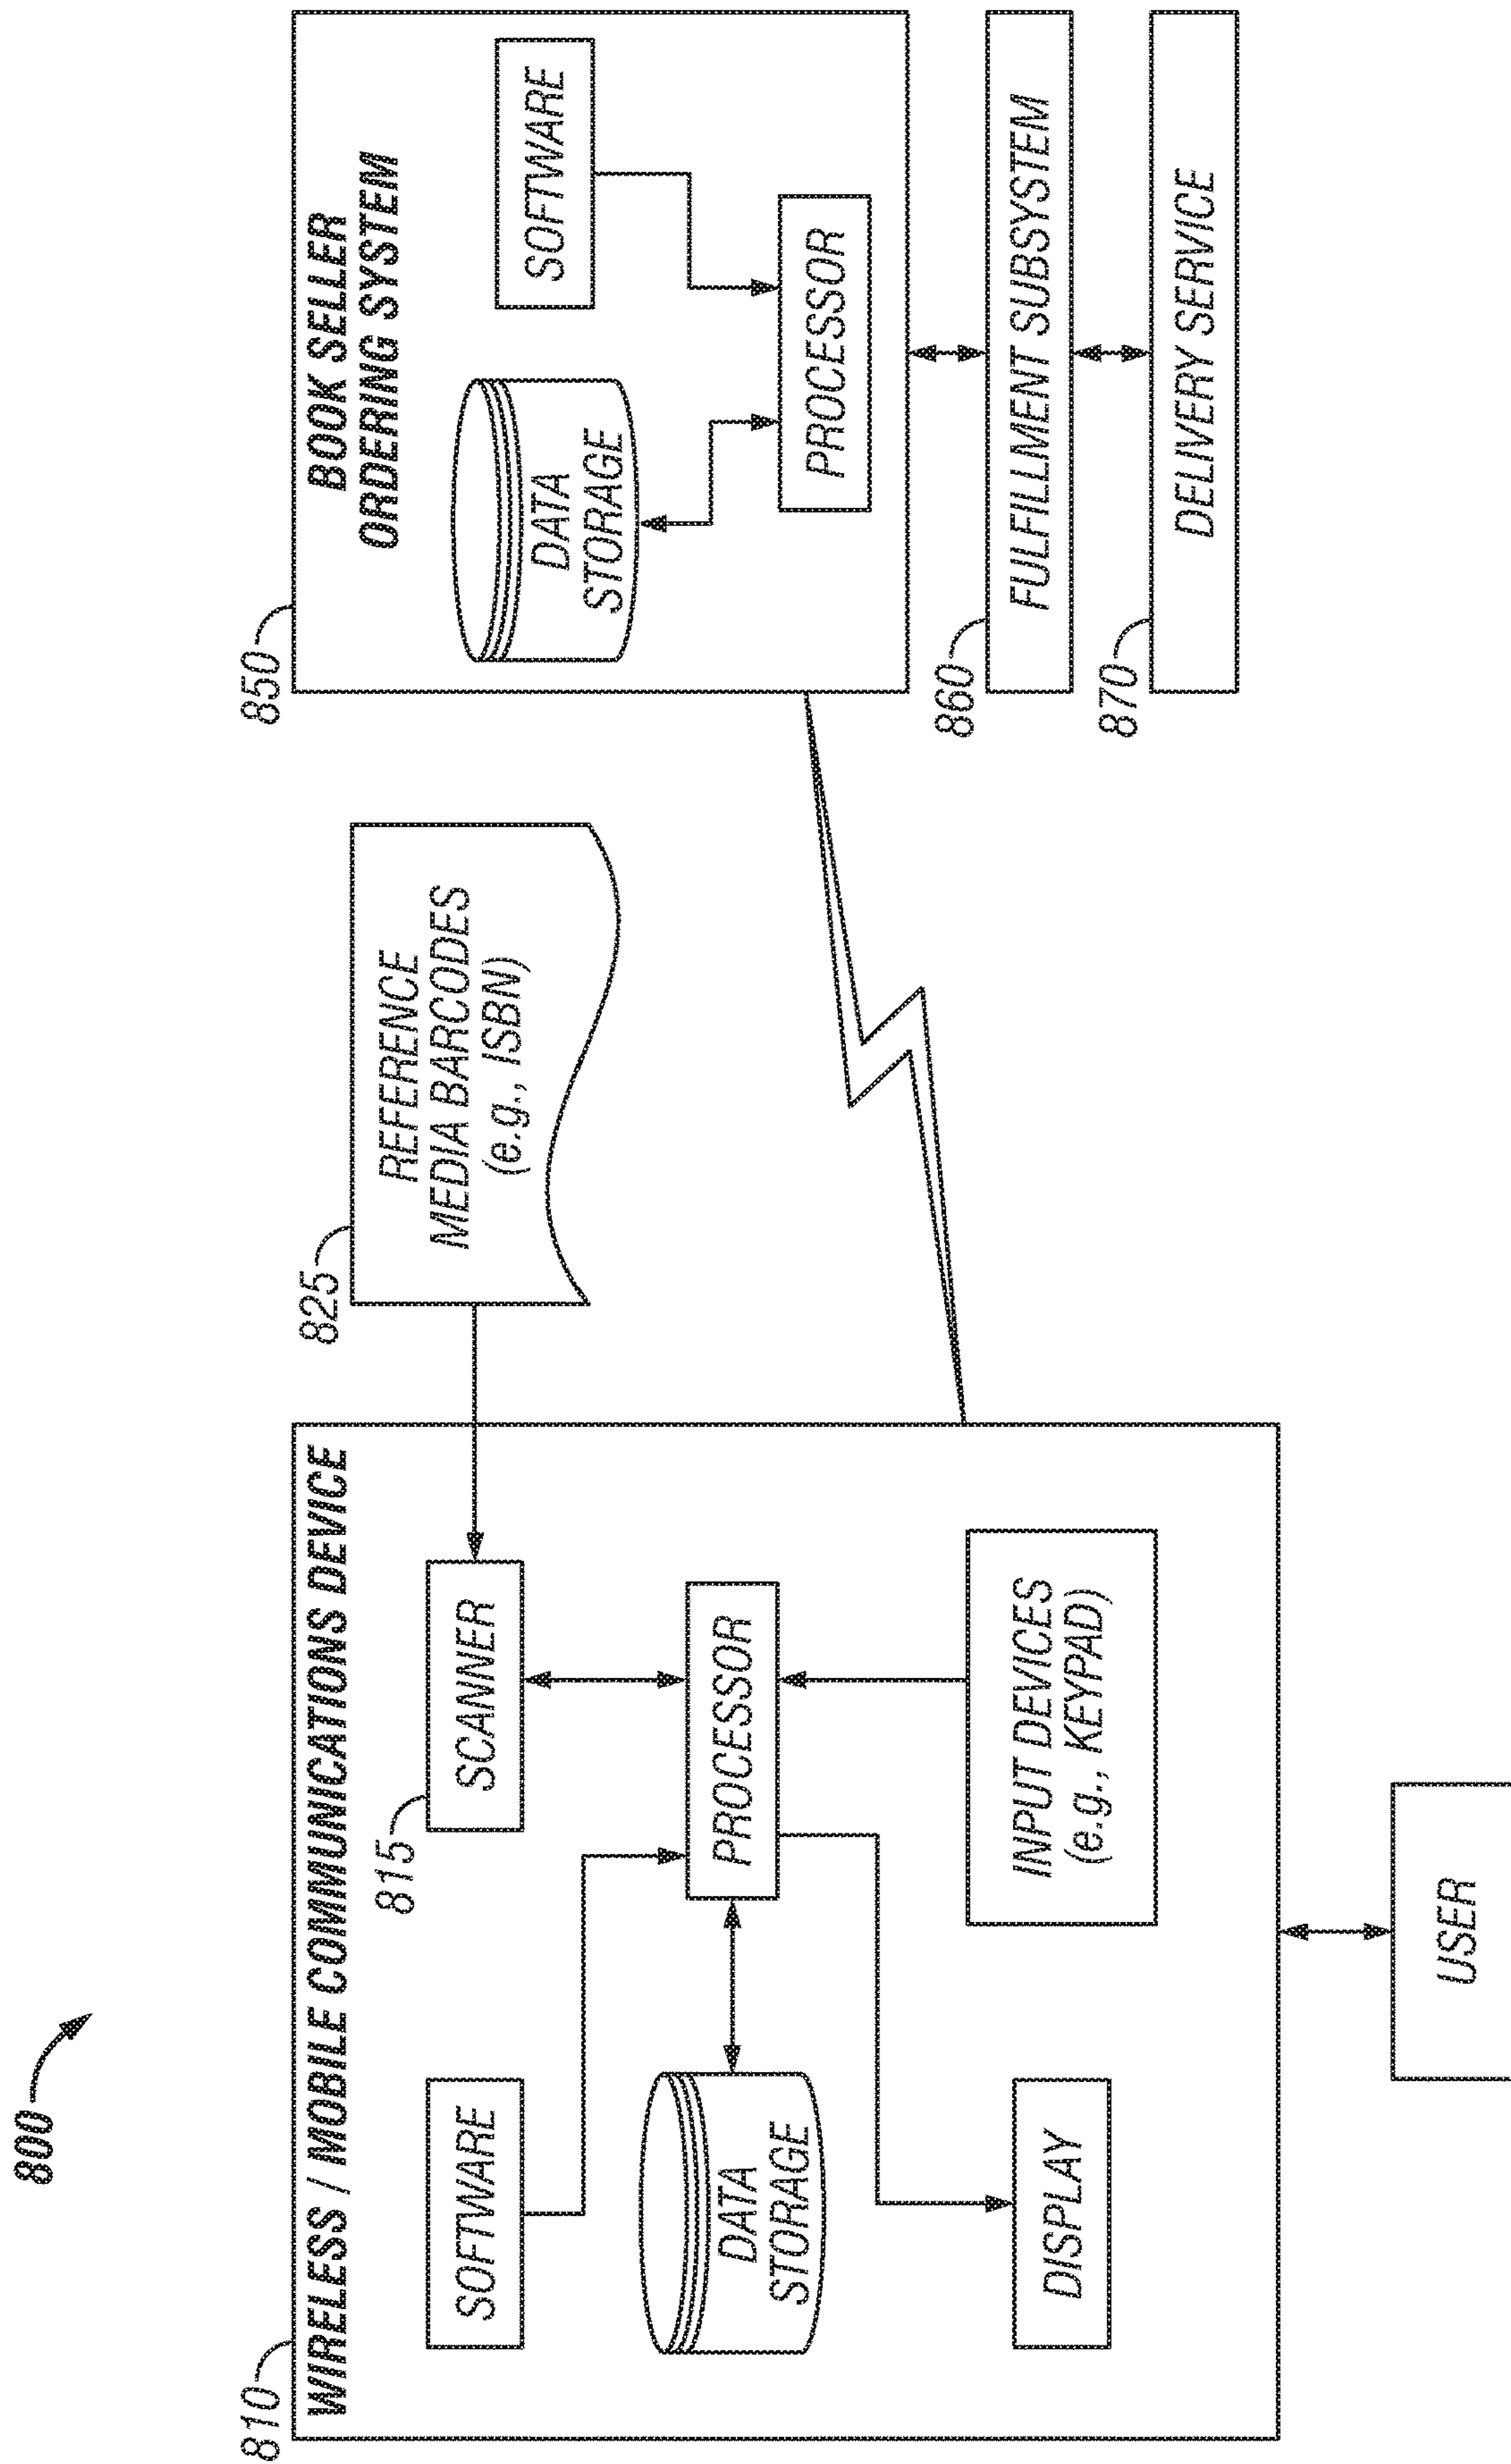 800
810
WIRELESS / MOBILE COMMUNICATIONS DEVICE
SOFTWARE
815
SCANNER
DATA
STORAGE
PROCESSOR
DISPLAY
INPUT DEVICES
(e.g., KEYPAD)
USER
825
REFERENCE
MEDIA BARCODES
(e.g., ISBN)
850
BOOK SELLER
ORDERING SYSTEM
DATA
STORAGE
SOFTWARE
PROCESSOR
860
FULFILLMENT SUBSYSTEM
870
DELIVERY SERVICE